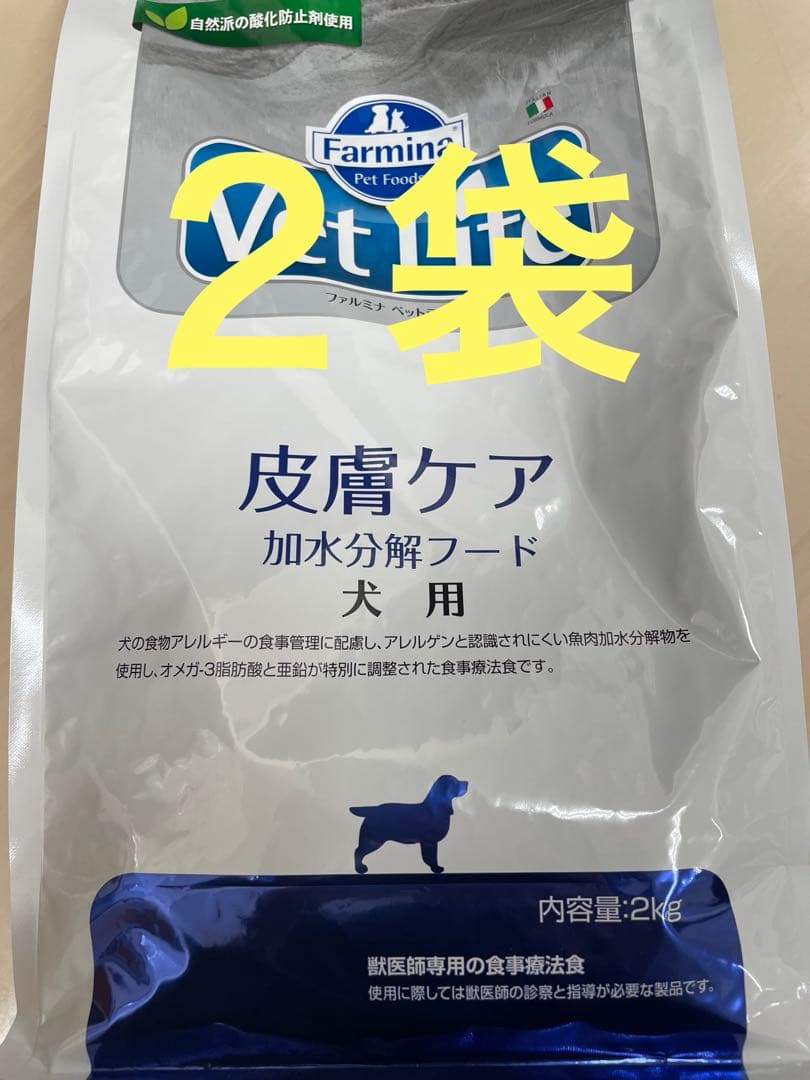 自然派の酸化防止剤使用
ITALIAN
FORMULA
Farmina
Pet Foods
Vet Life
2袋
ファルミナ ベット
皮膚ケア
加水分解フード
犬 用
犬の食物アレルギーの食事管理に配慮し、アレルゲンと認識されにくい魚肉加水分解物を
使用し、オメガ-3脂肪酸と亜鉛が特別に調整された食事療法食です。
内容量:2kg
獣医師専用の食事療法食
使用に際しては獣医師の診察と指導が必要な製品です。